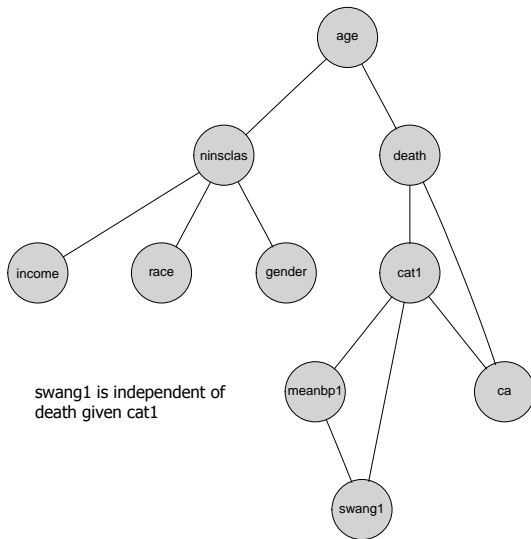 age
ninsclas
death
income
race
gender
cat1
swang1 is independent of
death given cat1
meanbp1
ca
swang1